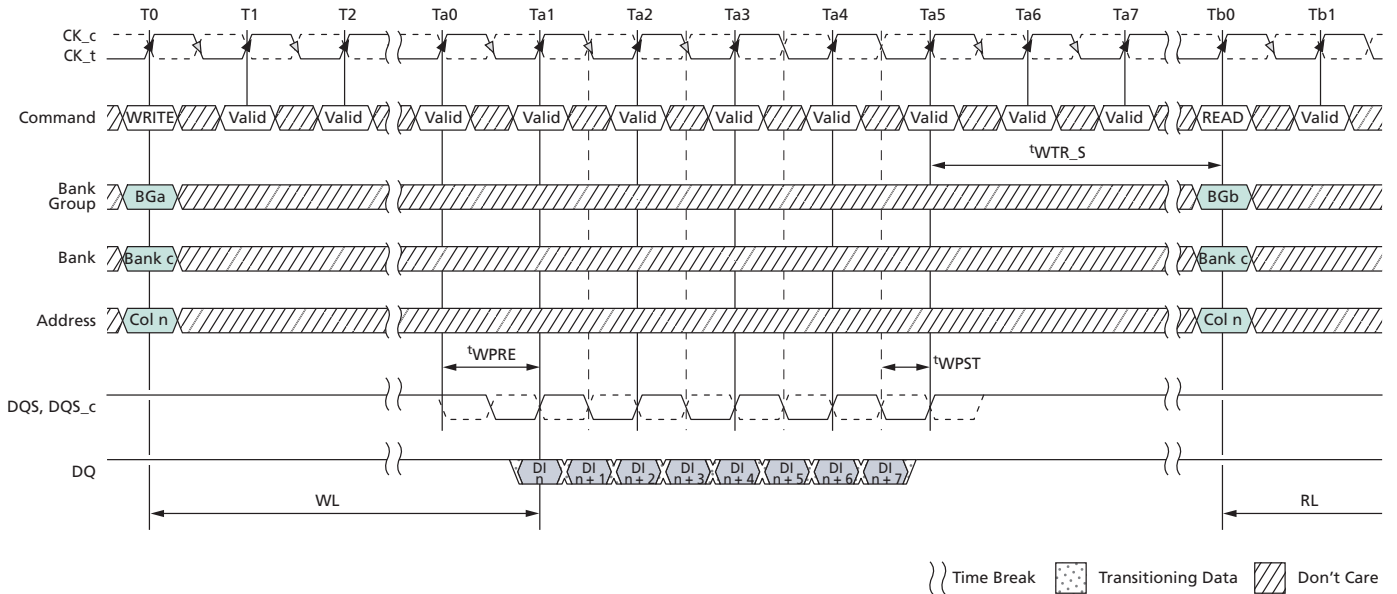 T0 T1 T2 Ta0 Ta1 Ta2 Ta3 Ta4 Ta5 Ta6 Ta7 Tb0 Tb1
CK_c
CK_t
Command WRITE Valid Valid Valid Valid Valid Valid Valid Valid Valid Valid READ Valid
tWTR_S
Bank
Group BGa BGb
Bank Bank c Bank c
Address Col n Col n
tWPRE tWPST
DQS, DQS_c
DQ DI DI DI DI DI DI DI DI
n n + 1 n + 2 n + 3 n + 4 n + 5 n + 6 n + 7
WL RL
Time Break Transitioning Data Don't Care